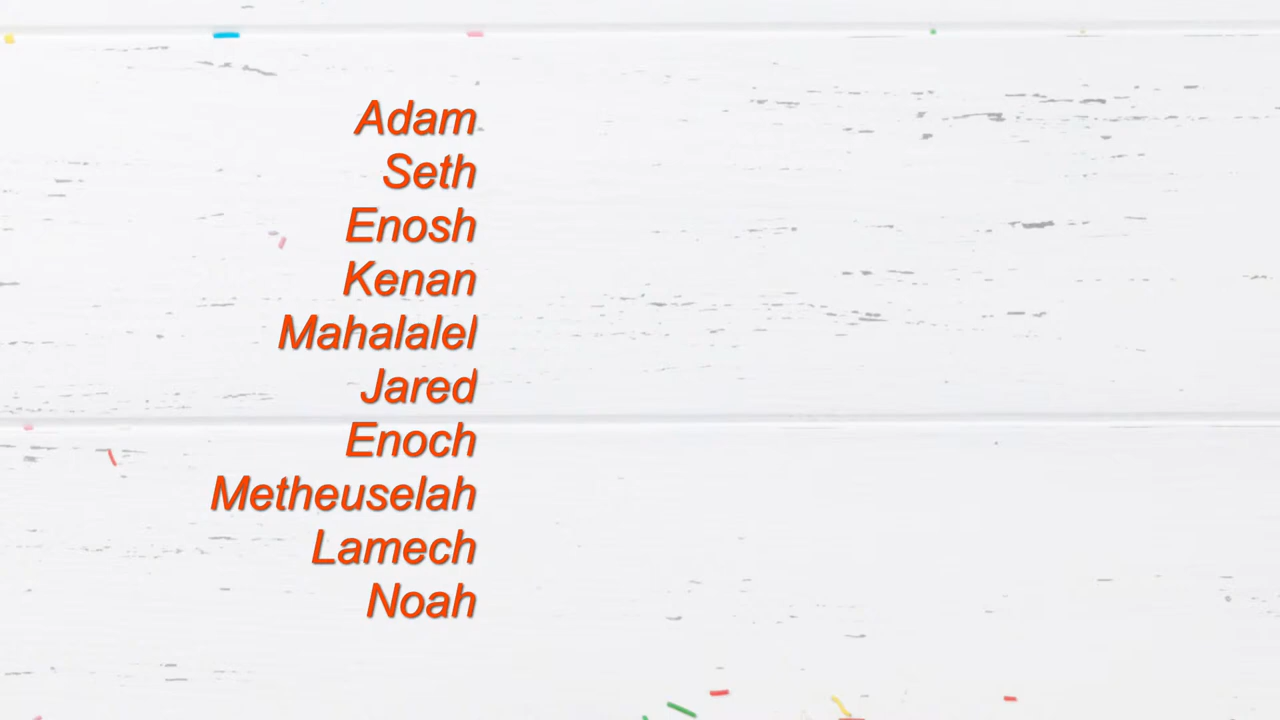 Adam
Seth
Enosh
Kenan
Mahalalel
Jared
Enoch
Metheuselah
Lamech
Noah